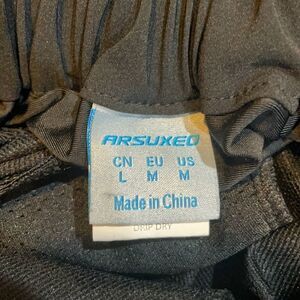 ARSUXEO
CN EU US
L M M
Made in China
DRIP DRY